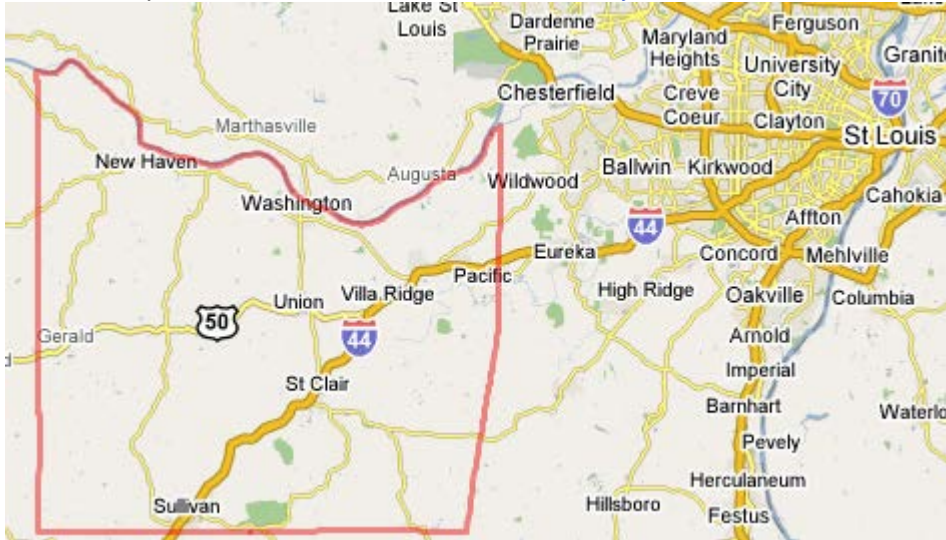 Lake St
Louis
Dardenne
Prairie
Ferguson
Maryland
Heights
University
City
Chesterfield
Creve
Coeur
Clayton
70
St Louis
Marthasville
New Haven
Augusta
Washington
Wildwood
Ballwin
Kirkwood
Cahokia
Affton
44
Eureka
Concord
Mehlville
Pacific
Villa Ridge
Union
High Ridge
Oakville
Columbia
Gerald
50
44
Arnold
St Clair
Imperial
Barnhart
Pevely
Herculaneum
Sullivan
Hillsboro
Festus